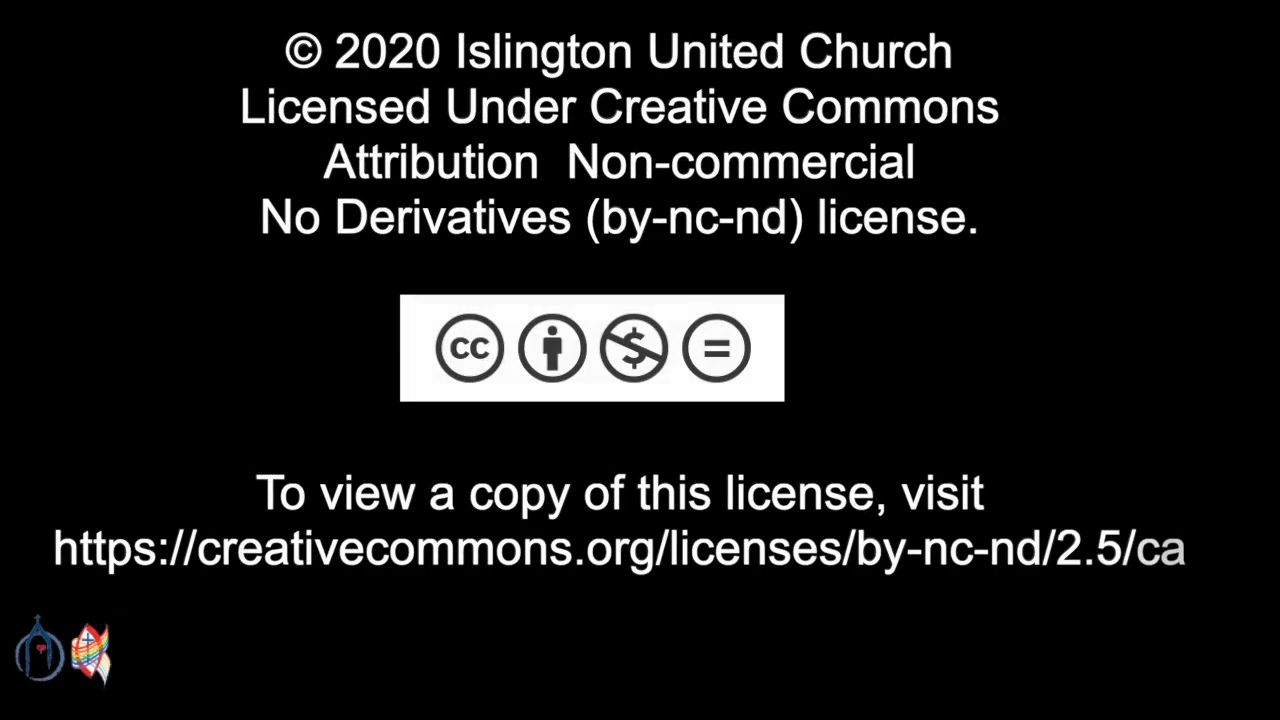 © 2020 Islington United Church
Licensed Under Creative Commons
Attribution  Non-commercial
No Derivatives (by-nc-nd) license.
cc $ =
To view a copy of this license, visit
https://creativecommons.org/licenses/by-nc-nd/2.5/ca